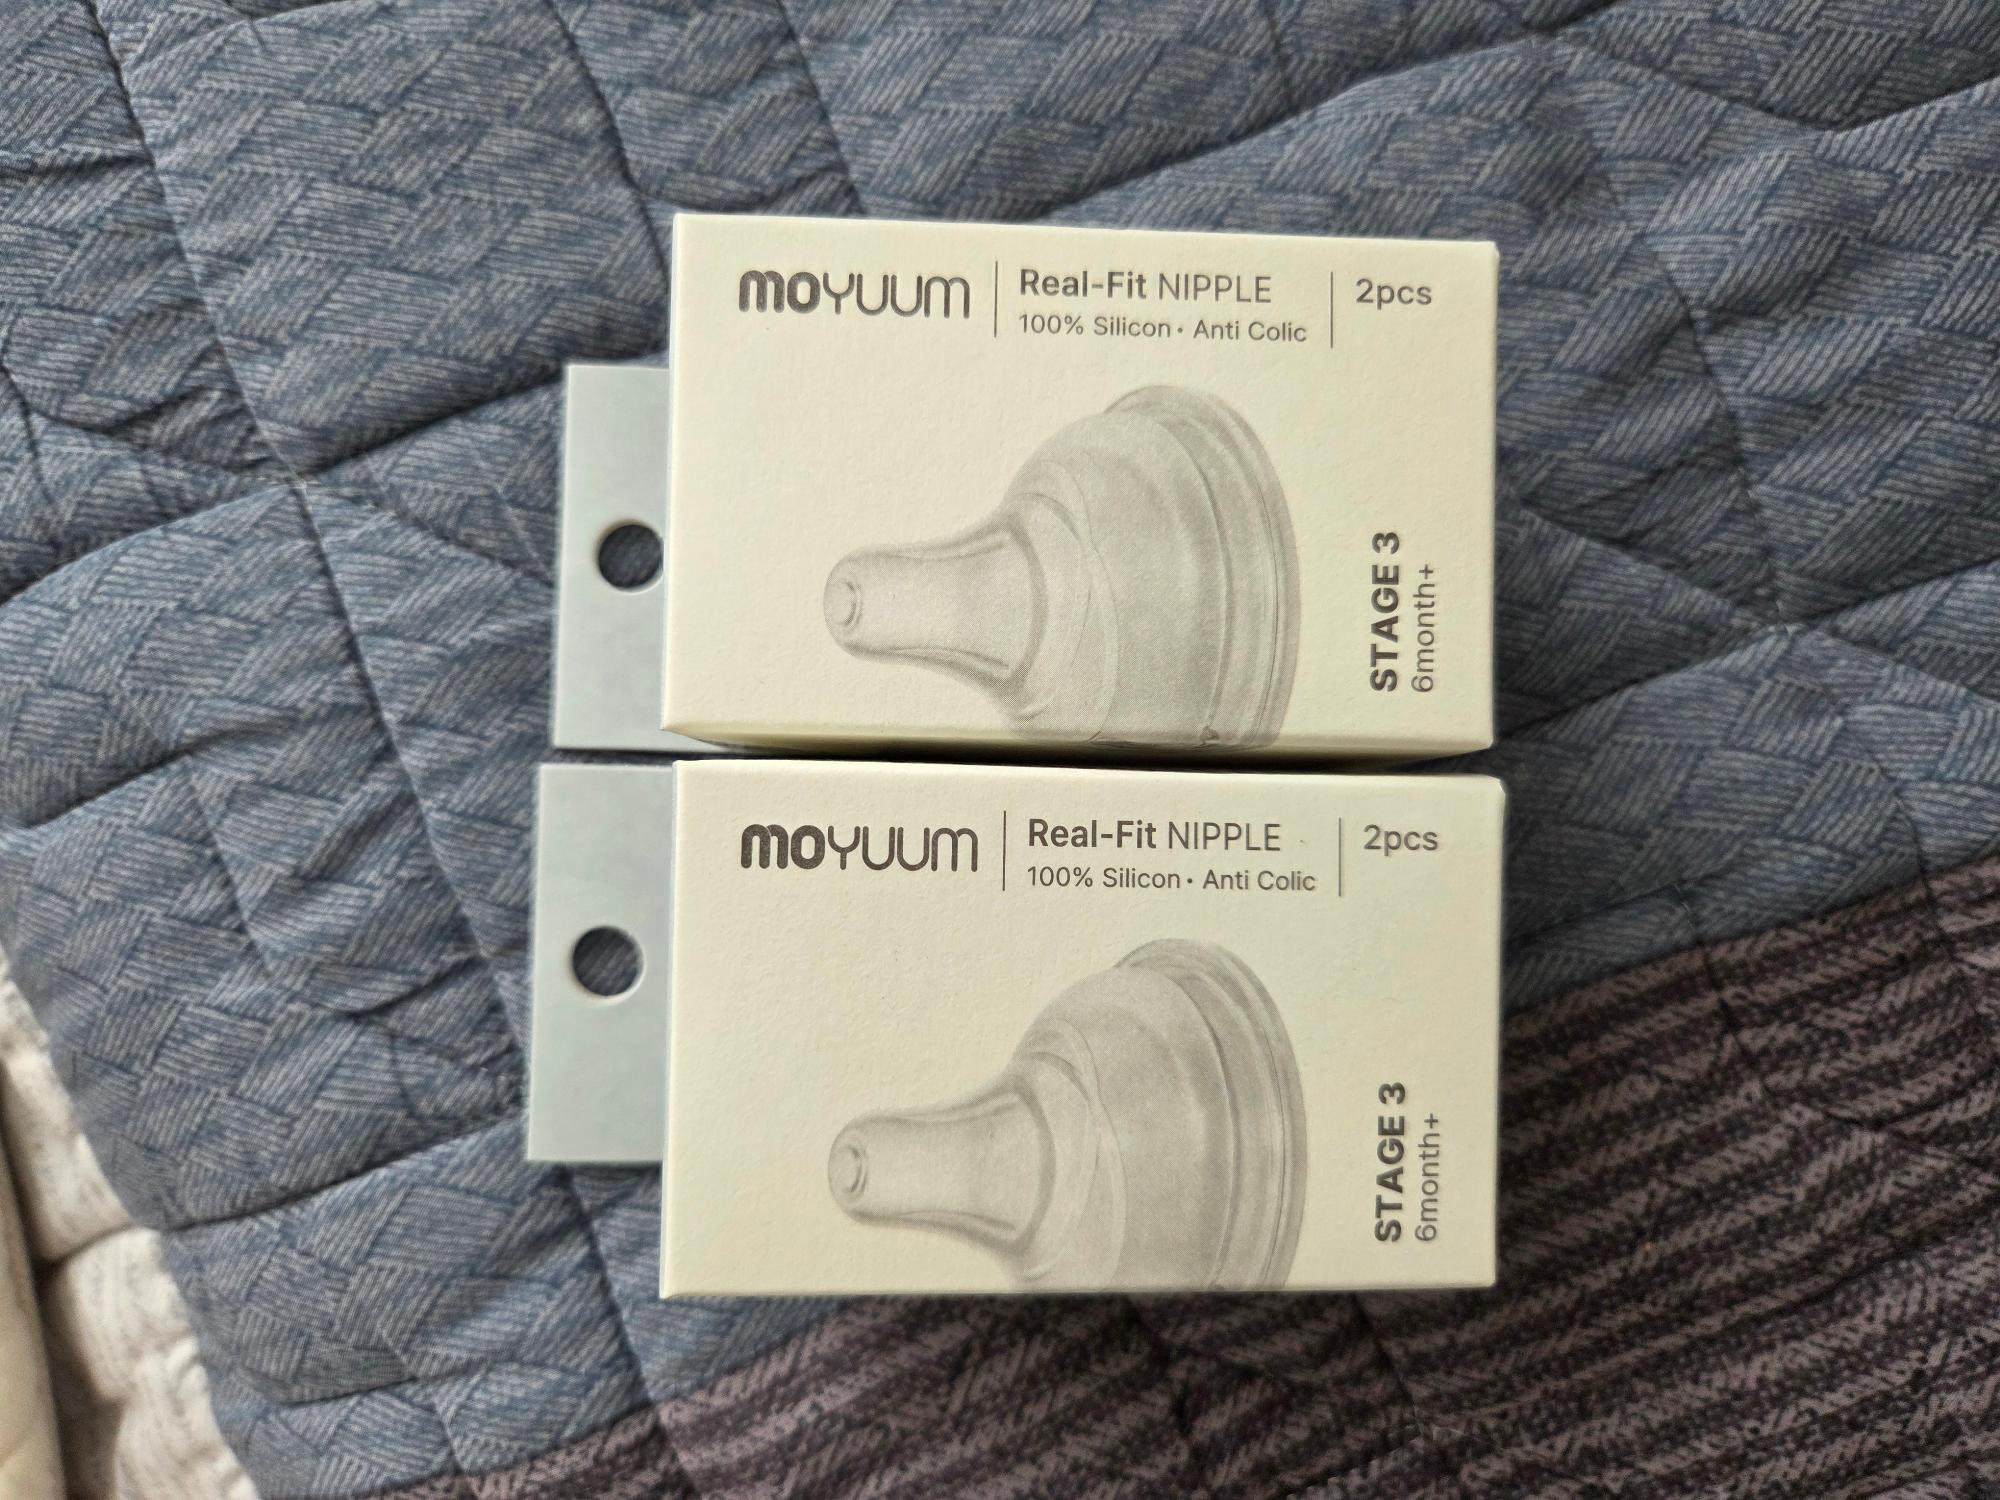 moyuum
Real-Fit NIPPLE
100% Silicon • Anti Colic
2pcs
STAGE 3
6month+
moyuum
Real-Fit NIPPLE
100% Silicon • Anti Colic
2pcs
STAGE 3
6month+